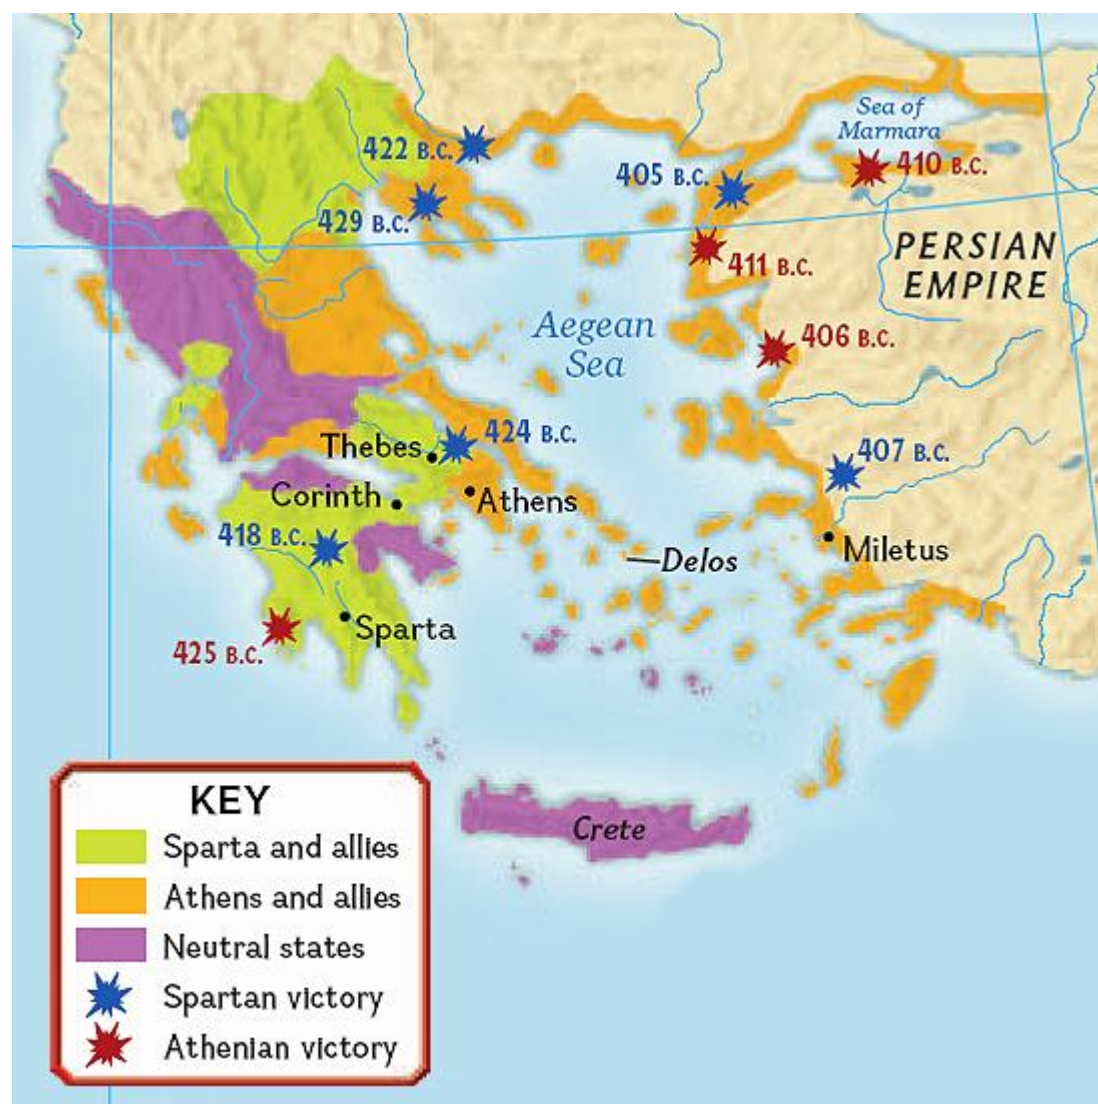 Sea of
Marmara
422 B.C.
405 B.C.
410 B.C.
429 B.C.
411 B.C.
PERSIAN
EMPIRE
Aegean
Sea
406 B.C.
424 B.C.
Thebes
407 B.C.
Corinth
Athens
418 B.C.
Delos
Miletus
Sparta
425 B.C.
Crete
KEY
Sparta and allies
Athens and allies
Neutral states
Spartan victory
Athenian victory